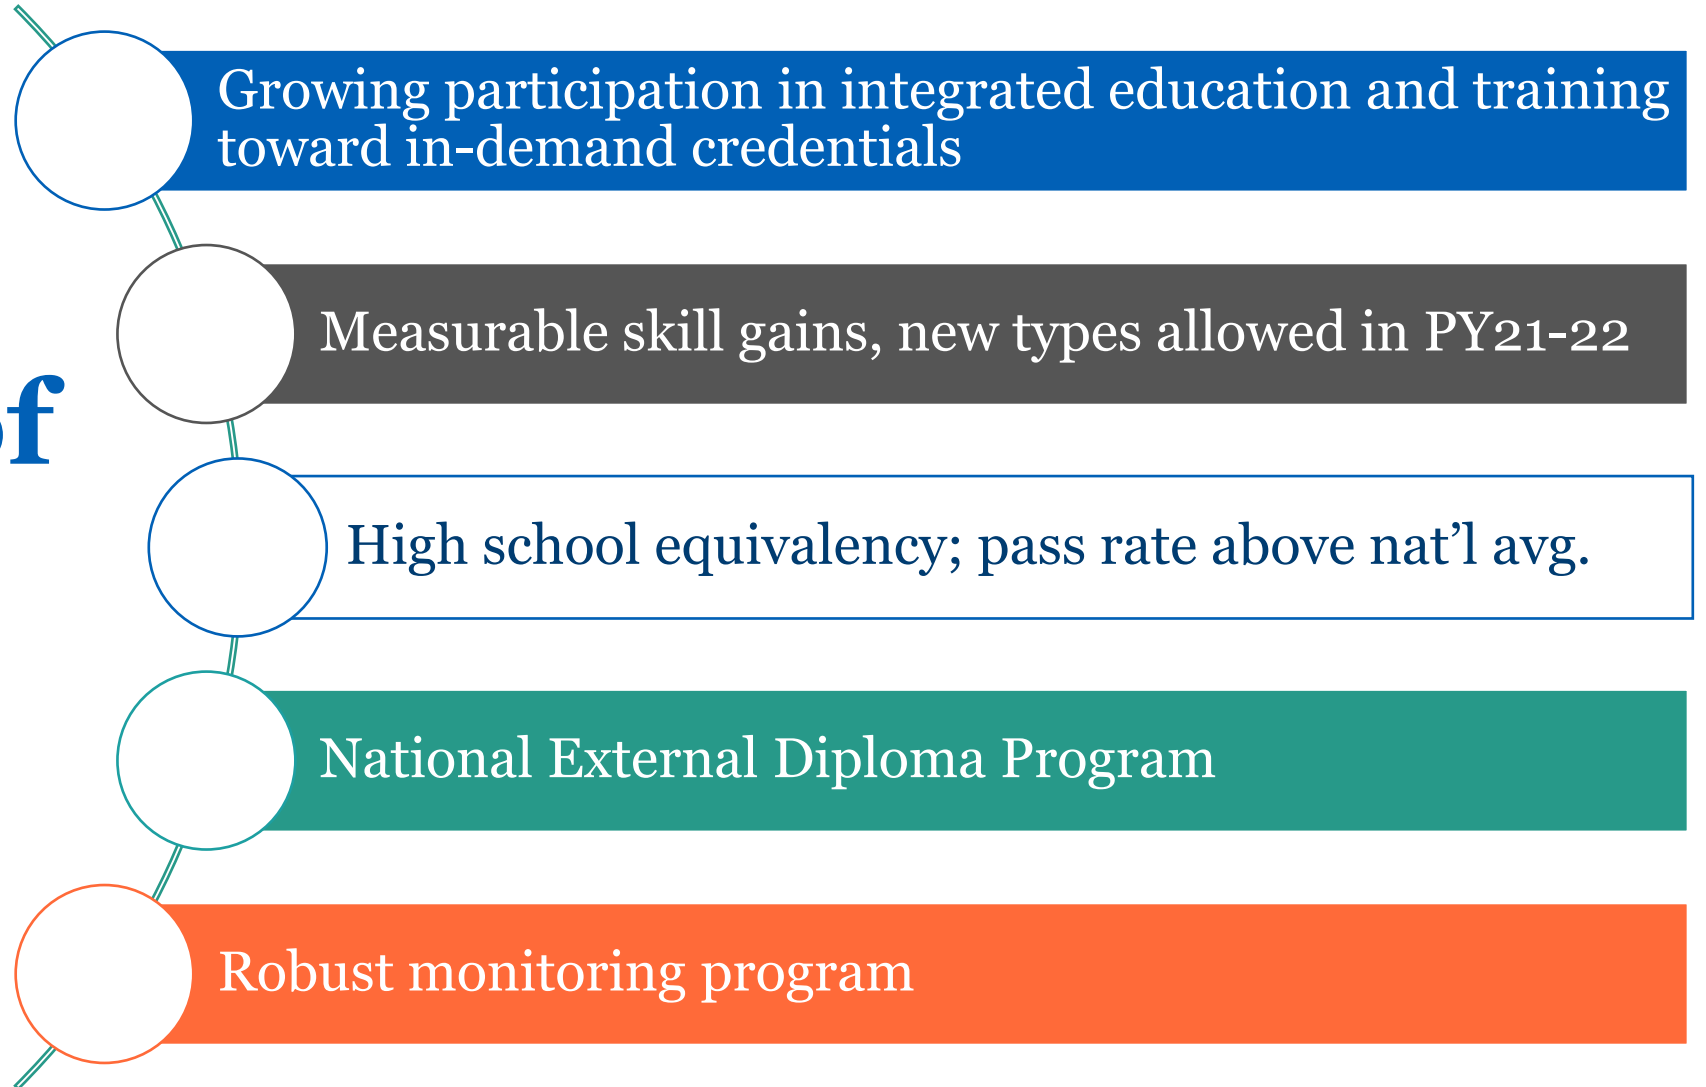 Growing participation in integrated education and training
toward in-demand credentials
Measurable skill gains, new types allowed in PY21-22
of
High school equivalency; pass rate above nat’l avg.
National External Diploma Program
Robust monitoring program